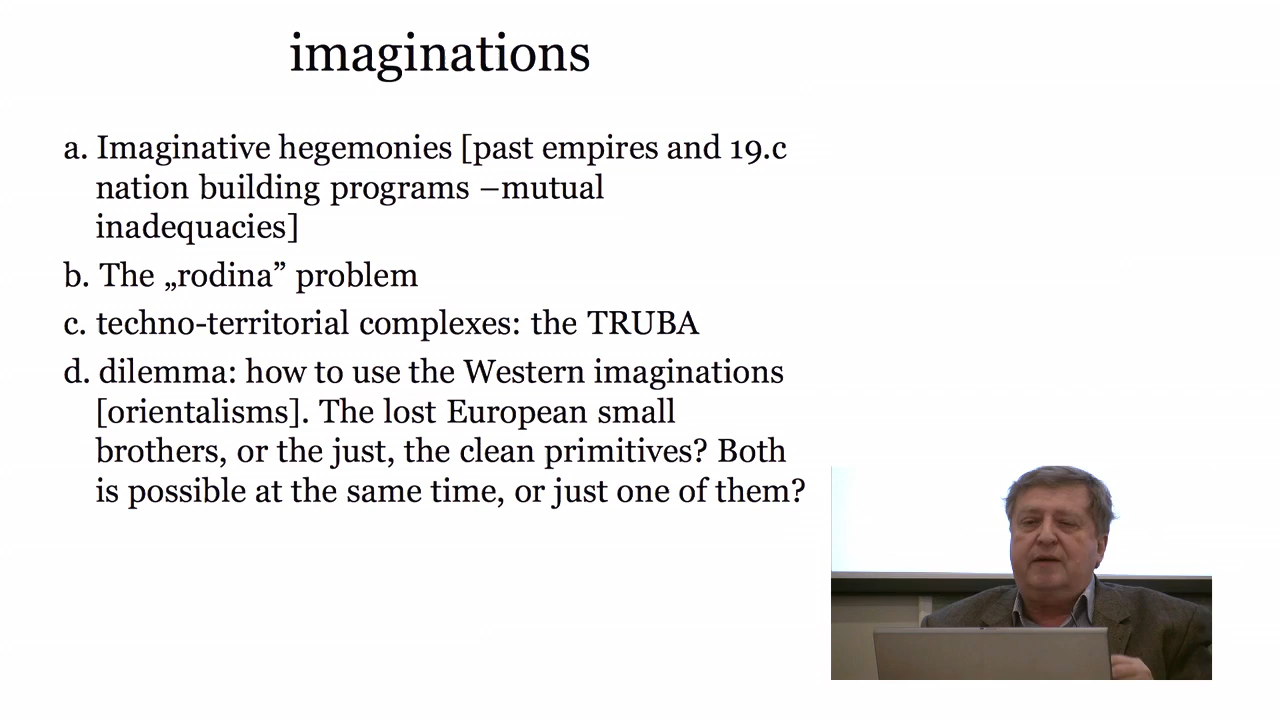 imaginations
a. Imaginative hegemonies [past empires and 19.c
nation building programs –mutual
inadequacies]
b. The „rodina” problem
c. techno-territorial complexes: the TRUBA
d. dilemma: how to use the Western imaginations
[orientalisms]. The lost European small
brothers, or the just, the clean primitives? Both
is possible at the same time, or just one of them?